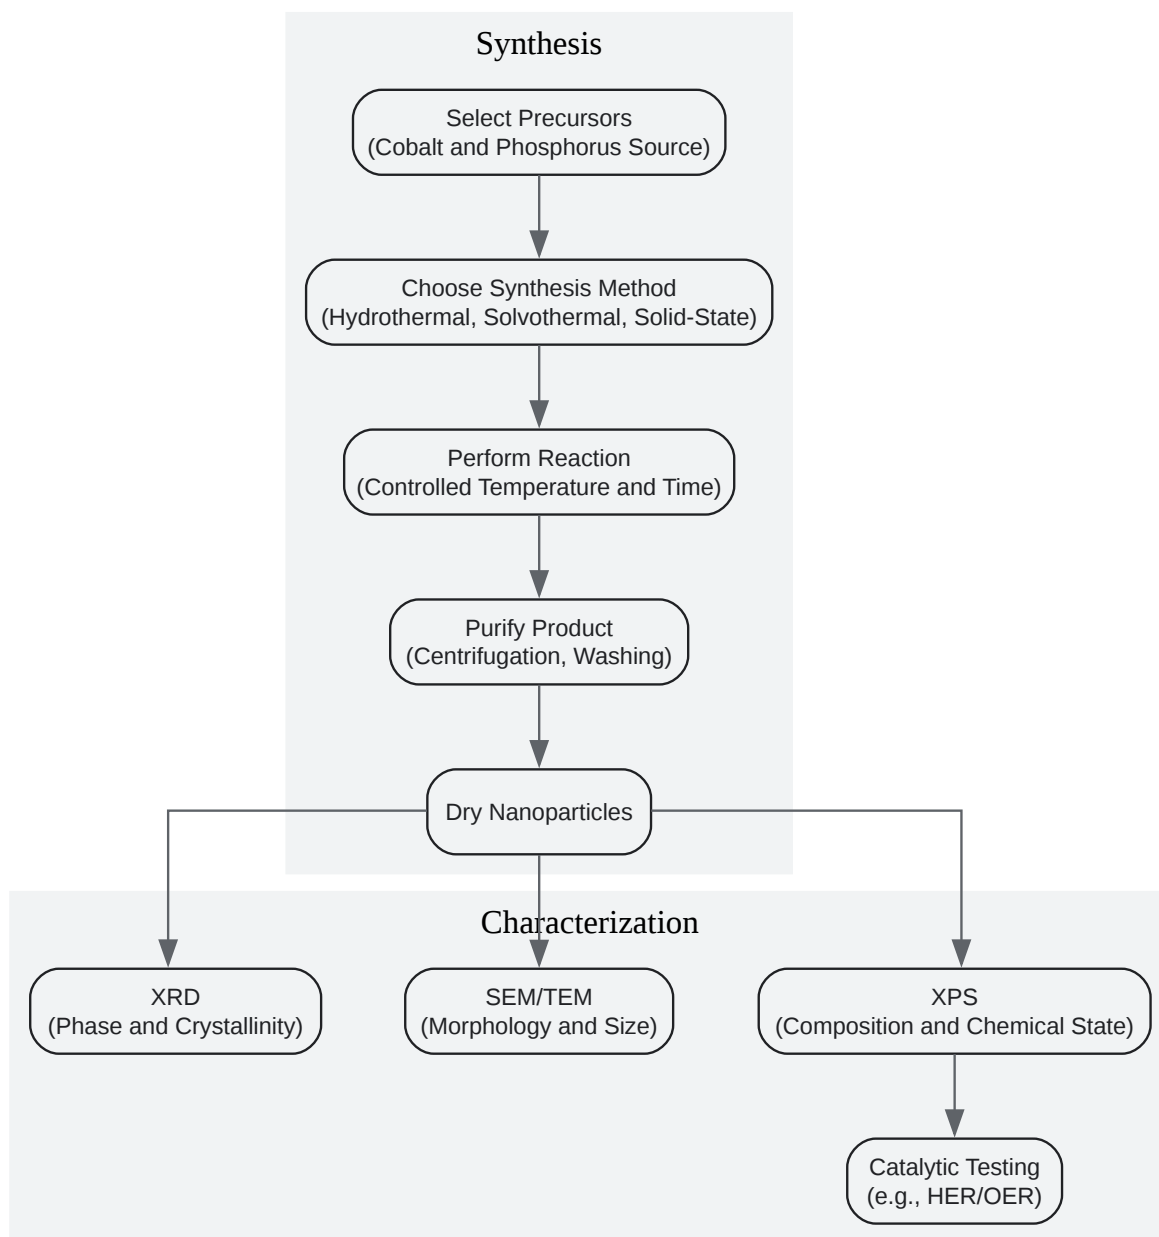 Synthesis
Select Precursors
(Cobalt and Phosphorus Source)
Choose Synthesis Method
(Hydrothermal, Solvothermal, Solid-State)
Perform Reaction
(Controlled Temperature and Time)
Purify Product
(Centrifugation, Washing)
Dry Nanoparticles
Characterization
XRD
(Phase and Crystallinity)
SEM/TEM
(Morphology and Size)
XPS
(Composition and Chemical State)
Catalytic Testing
(e.g., HER/OER)